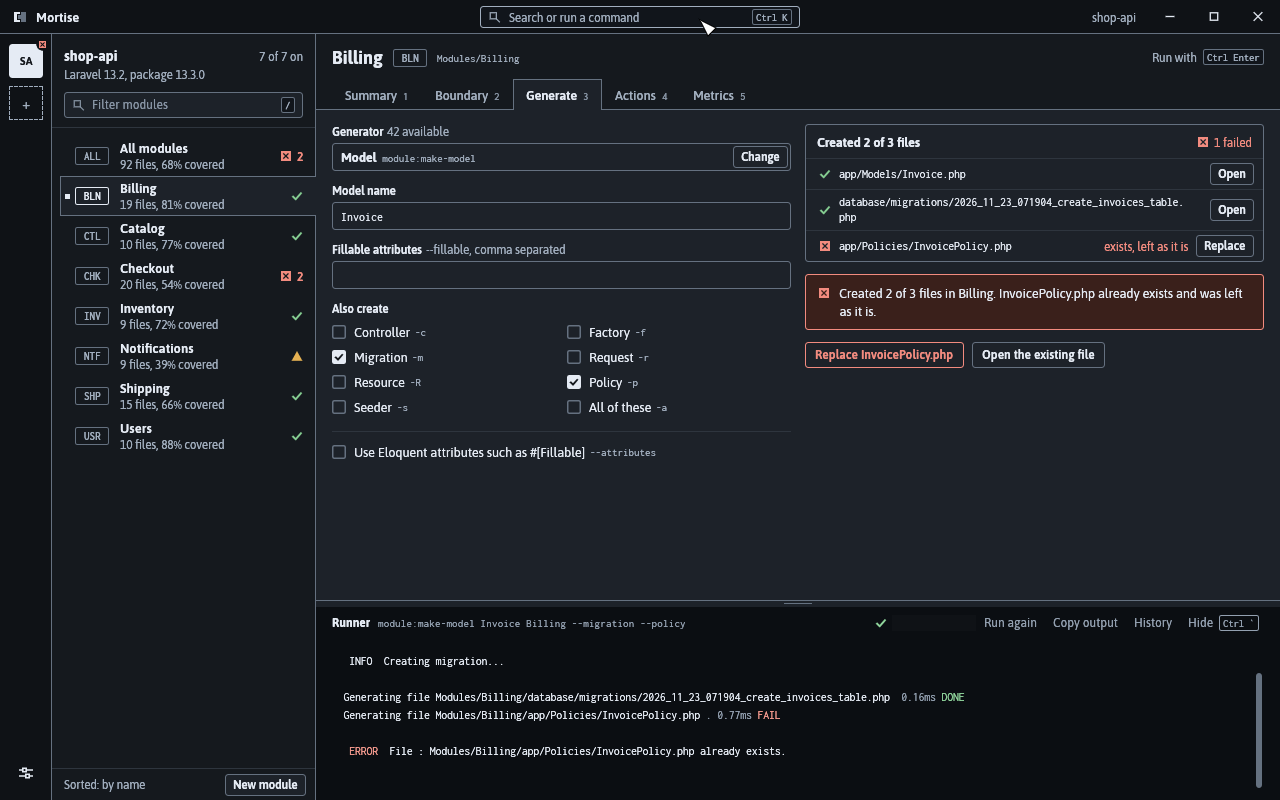 Mortise
Search or run a command
Ctrl K
shop-api
SA
+
shop-api
7 of 7 on
Laravel 13.2, package 13.3.0
Filter modules
/
ALL
All modules
92 files, 68% covered
2
BLN
Billing
19 files, 81% covered
CTL
Catalog
10 files, 77% covered
CHK
Checkout
20 files, 54% covered
2
INV
Inventory
9 files, 72% covered
NTF
Notifications
9 files, 39% covered
SHP
Shipping
15 files, 66% covered
USR
Users
10 files, 88% covered
Sorted: by name
New module
Billing
BLN
Modules/Billing
Run with
Ctrl Enter
Summary 1
Boundary 2
Generate 3
Actions 4
Metrics 5
Generator 42 available
Model module:make-model
Change
Model name
Invoice
Fillable attributes --fillable, comma separated
Also create
Controller -c
Factory -f
Migration -m
Request -r
Resource -R
Policy -p
Seeder -s
All of these -a
Use Eloquent attributes such as #[Fillable] --attributes
Created 2 of 3 files
1 failed
app/Models/Invoice.php
Open
database/migrations/2026_11_23_071904_create_invoices_table.
php
Open
app/Policies/InvoicePolicy.php
exists, left as it is
Replace
Created 2 of 3 files in Billing. InvoicePolicy.php already exists and was left
as it is.
Replace InvoicePolicy.php
Open the existing file
Runner
module:make-model Invoice Billing --migration --policy
Run again
Copy output
History
Hide
Ctrl `
INFO Creating migration...
Generating file Modules/Billing/database/migrations/2026_11_23_071904_create_invoices_table.php 0.16ms DONE
Generating file Modules/Billing/app/Policies/InvoicePolicy.php . 0.77ms FAIL
ERROR File : Modules/Billing/app/Policies/InvoicePolicy.php already exists.